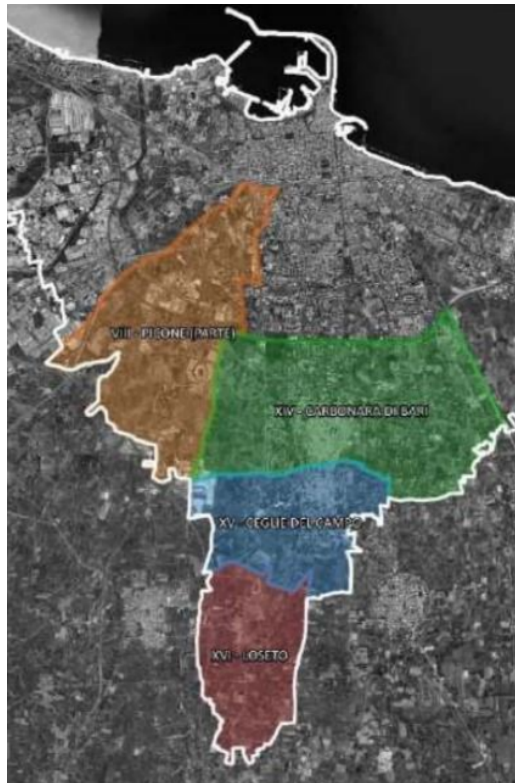 VIII - PICONE (PARTE)
XIV - CARBONARA DI BARI
XV - CEGLIE DEL CAMPO
XVI - LOSETO